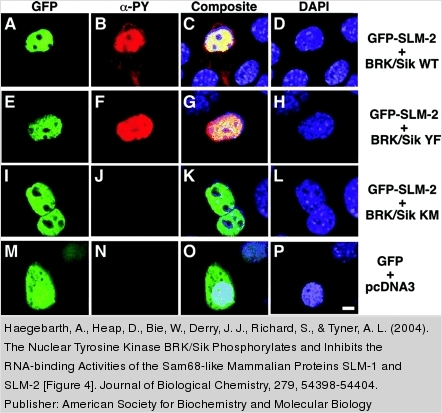 GFP α-PY Composite DAPI
A B C D
GFP-SLM-2
+
BRK/Sik WT
E F G H
GFP-SLM-2
+
BRK/Sik YF
I J K L
GFP-SLM-2
+
BRK/Sik KM
M N O P
GFP
+
pcDNA3
Haegebarth, A., Heap, D., Bie, W., Derry, J. J., Richard, S., & Tyner, A. L. (2004).
The Nuclear Tyrosine Kinase BRK/Sik Phosphorylates and Inhibits the
RNA-binding Activities of the Sam68-like Mammalian Proteins SLM-1 and
SLM-2 [Figure 4]. Journal of Biological Chemistry, 279, 54398-54404.
Publisher: American Society for Biochemistry and Molecular Biology